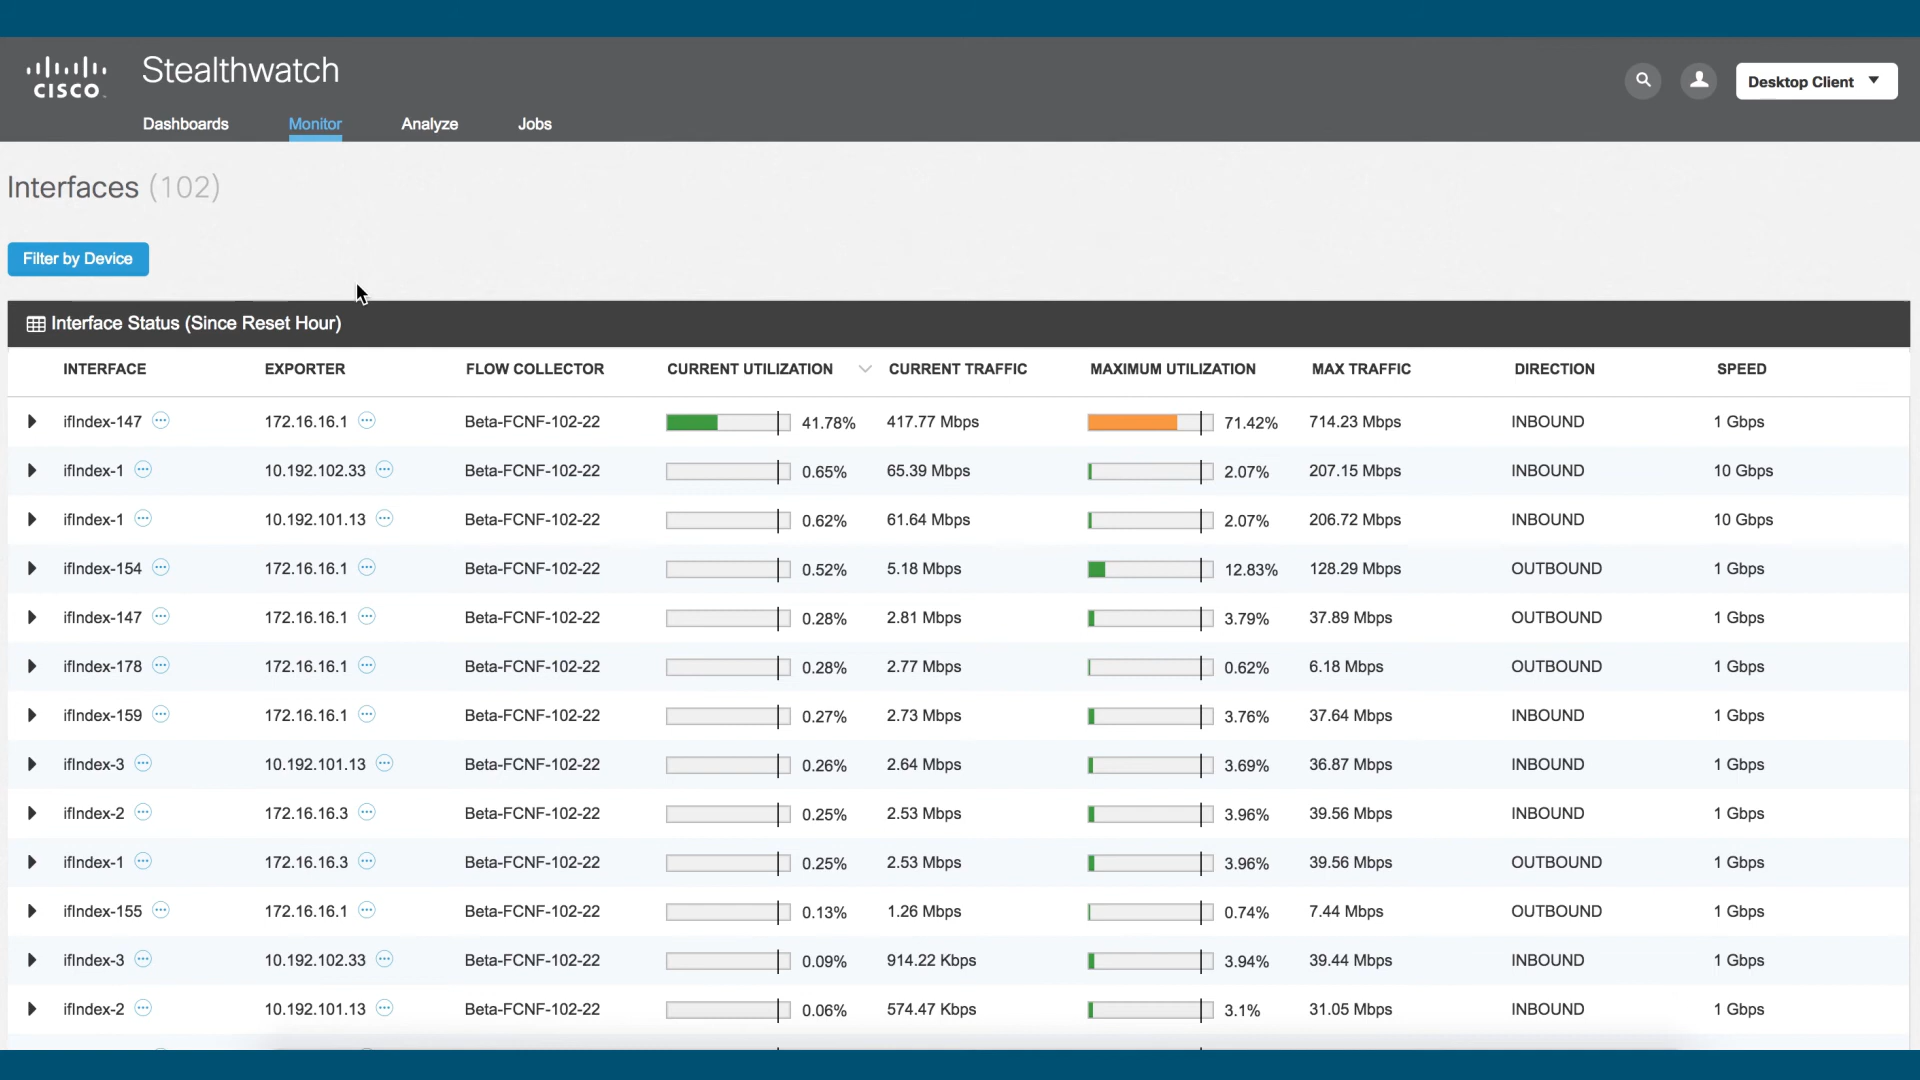 Stealthwatch
CISCO
Desktop Client
Dashboards Monitor Analyze Jobs
Interfaces (102)
Filter by Device
Interface Status (Since Reset Hour)
INTERFACE EXPORTER FLOW COLLECTOR CURRENT UTILIZATION CURRENT TRAFFIC MAXIMUM UTILIZATION MAX TRAFFIC DIRECTION SPEED
ifIndex-147 172.16.16.1 Beta-FCNF-102-22 41.78% 417.77 Mbps 71.42% 714.23 Mbps INBOUND 1 Gbps
ifIndex-1 10.192.102.33 Beta-FCNF-102-22 0.65% 65.39 Mbps 2.07% 207.15 Mbps INBOUND 10 Gbps
ifIndex-1 10.192.101.13 Beta-FCNF-102-22 0.62% 61.64 Mbps 2.07% 206.72 Mbps INBOUND 10 Gbps
ifIndex-154 172.16.16.1 Beta-FCNF-102-22 0.52% 5.18 Mbps 12.83% 128.29 Mbps OUTBOUND 1 Gbps
ifIndex-147 172.16.16.1 Beta-FCNF-102-22 0.28% 2.81 Mbps 3.79% 37.89 Mbps OUTBOUND 1 Gbps
ifIndex-178 172.16.16.1 Beta-FCNF-102-22 0.28% 2.77 Mbps 0.62% 6.18 Mbps OUTBOUND 1 Gbps
ifIndex-159 172.16.16.1 Beta-FCNF-102-22 0.27% 2.73 Mbps 3.76% 37.64 Mbps INBOUND 1 Gbps
ifIndex-3 10.192.101.13 Beta-FCNF-102-22 0.26% 2.64 Mbps 3.69% 36.87 Mbps INBOUND 1 Gbps
ifIndex-2 172.16.16.3 Beta-FCNF-102-22 0.25% 2.53 Mbps 3.96% 39.56 Mbps INBOUND 1 Gbps
ifIndex-1 172.16.16.3 Beta-FCNF-102-22 0.25% 2.53 Mbps 3.96% 39.56 Mbps OUTBOUND 1 Gbps
ifIndex-155 172.16.16.1 Beta-FCNF-102-22 0.13% 1.26 Mbps 0.74% 7.44 Mbps OUTBOUND 1 Gbps
ifIndex-3 10.192.102.33 Beta-FCNF-102-22 0.09% 914.22 Kbps 3.94% 39.44 Mbps INBOUND 1 Gbps
ifIndex-2 10.192.101.13 Beta-FCNF-102-22 0.06% 574.47 Kbps 3.1% 31.05 Mbps INBOUND 1 Gbps